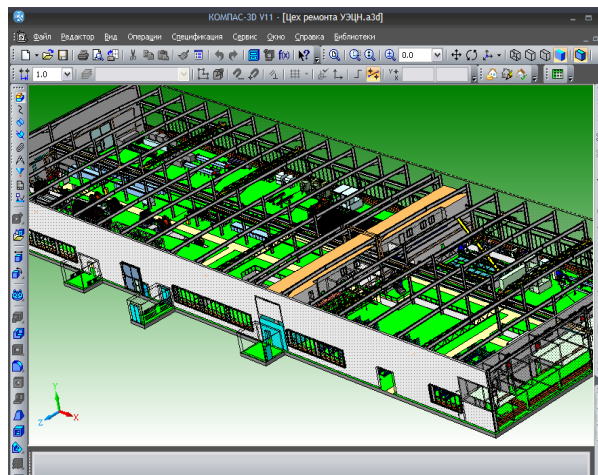 КОМПАС-3D V11 - [Цех ремонта УЭЦН.a3d]
Файл Редактор Вид Операции Спецификация Сервис Окно Справка Библиотеки
f(x) 0.0
1.0
Y
Z X